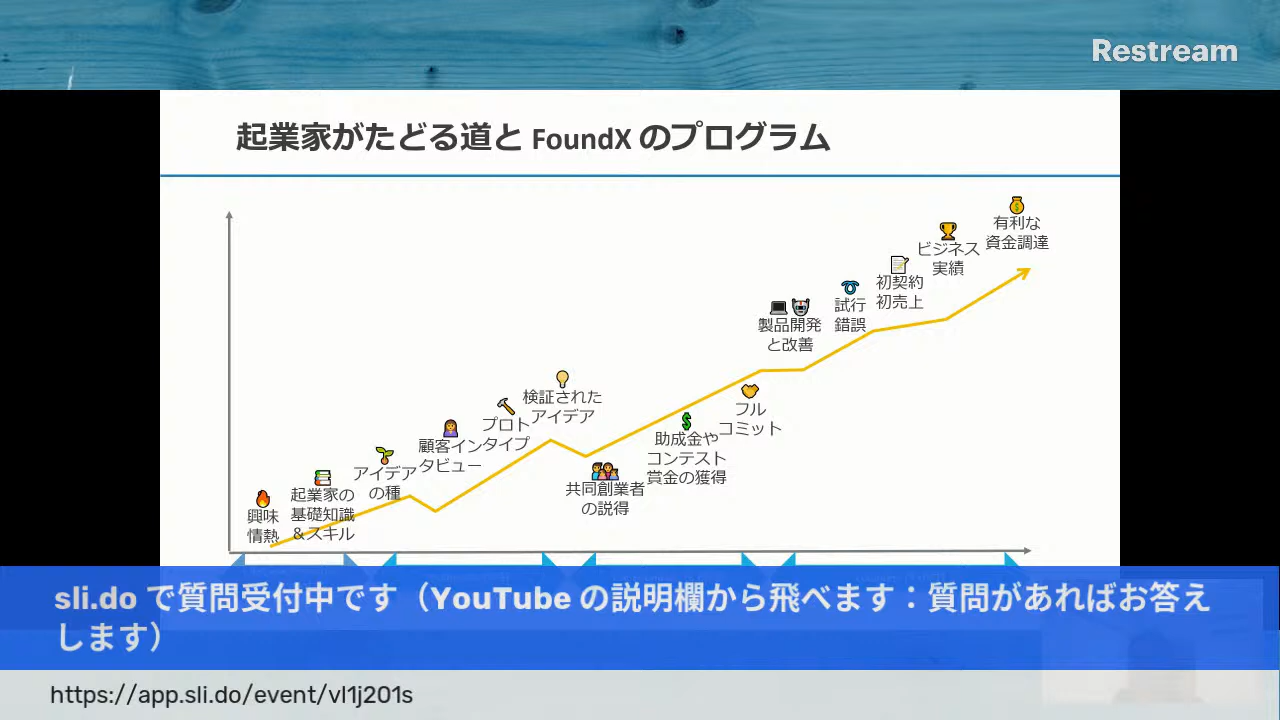 Restream
起業家がたどる道と FoundX のプログラム
有利な
資金調達
ビジネス
実績
初契約
初売上
試行
錯誤
製品開発
と改善
フル
コミット
助成金や
コンテスト
賞金の獲得
共同創業者
の説得
検証された
アイデア
プロト
タイプ
顧客イン
タビュー
アイデア
の種
起業家の
基礎知識
&スキル
興味
情熱
sli.do で質問受付中です（YouTube の説明欄から飛べます：質問があればお答え
します）
https://app.sli.do/event/vl1j201s